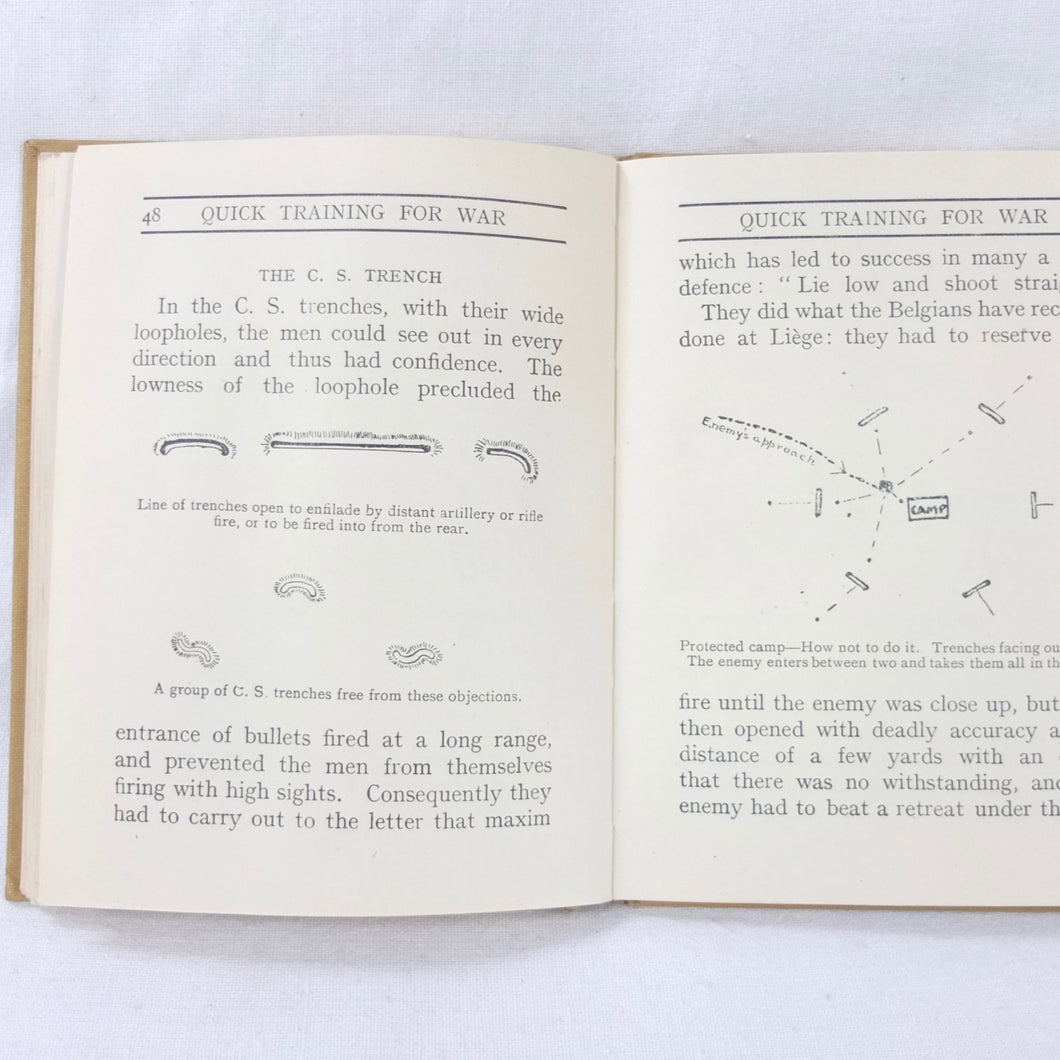 48 QUICK TRAINING FOR WAR
THE C. S. TRENCH
In the C. S. trenches, with their wide
loopholes, the men could see out in every
direction and thus had confidence. The
lowness of the loophole precluded the
Line of trenches open to enfilade by distant artillery or rifle
fire, or to be fired into from the rear.
A group of C. S. trenches free from these objections.
entrance of bullets fired at a long range,
and prevented the men from themselves
firing with high sights. Consequently they
had to carry out to the letter that maxim
QUICK TRAINING FOR WAR
which has led to success in many a
defence: "Lie low and shoot
They did what the Belgians have
done at Liège: they had to reserve
Enemy's approach
CAMP
Protected camp—How not to do it. Trenches facing
The enemy enters between two and takes them all in
fire until the enemy was close up, but
then opened with deadly accuracy
distance of a few yards with an
that there was no withstanding,
enemy had to beat a retreat under